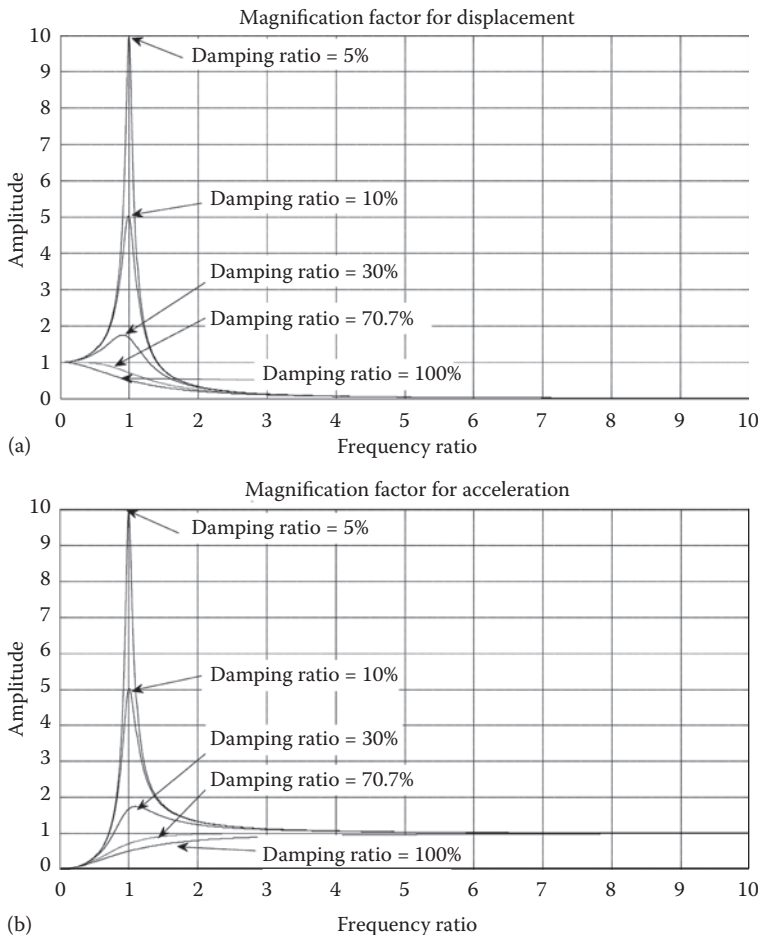 Magnification factor for displacement
10
9
8
7
6
5
4
3
2
1
0
Amplitude
Damping ratio = 5%
Damping ratio = 10%
Damping ratio = 30%
Damping ratio = 70.7%
Damping ratio = 100%
0 1 2 3 4 5 6 7 8 9 10
Frequency ratio
(a)
Magnification factor for acceleration
10
9
8
7
6
5
4
3
2
1
0
Amplitude
Damping ratio = 5%
Damping ratio = 10%
Damping ratio = 30%
Damping ratio = 70.7%
Damping ratio = 100%
0 1 2 3 4 5 6 7 8 9 10
Frequency ratio
(b)